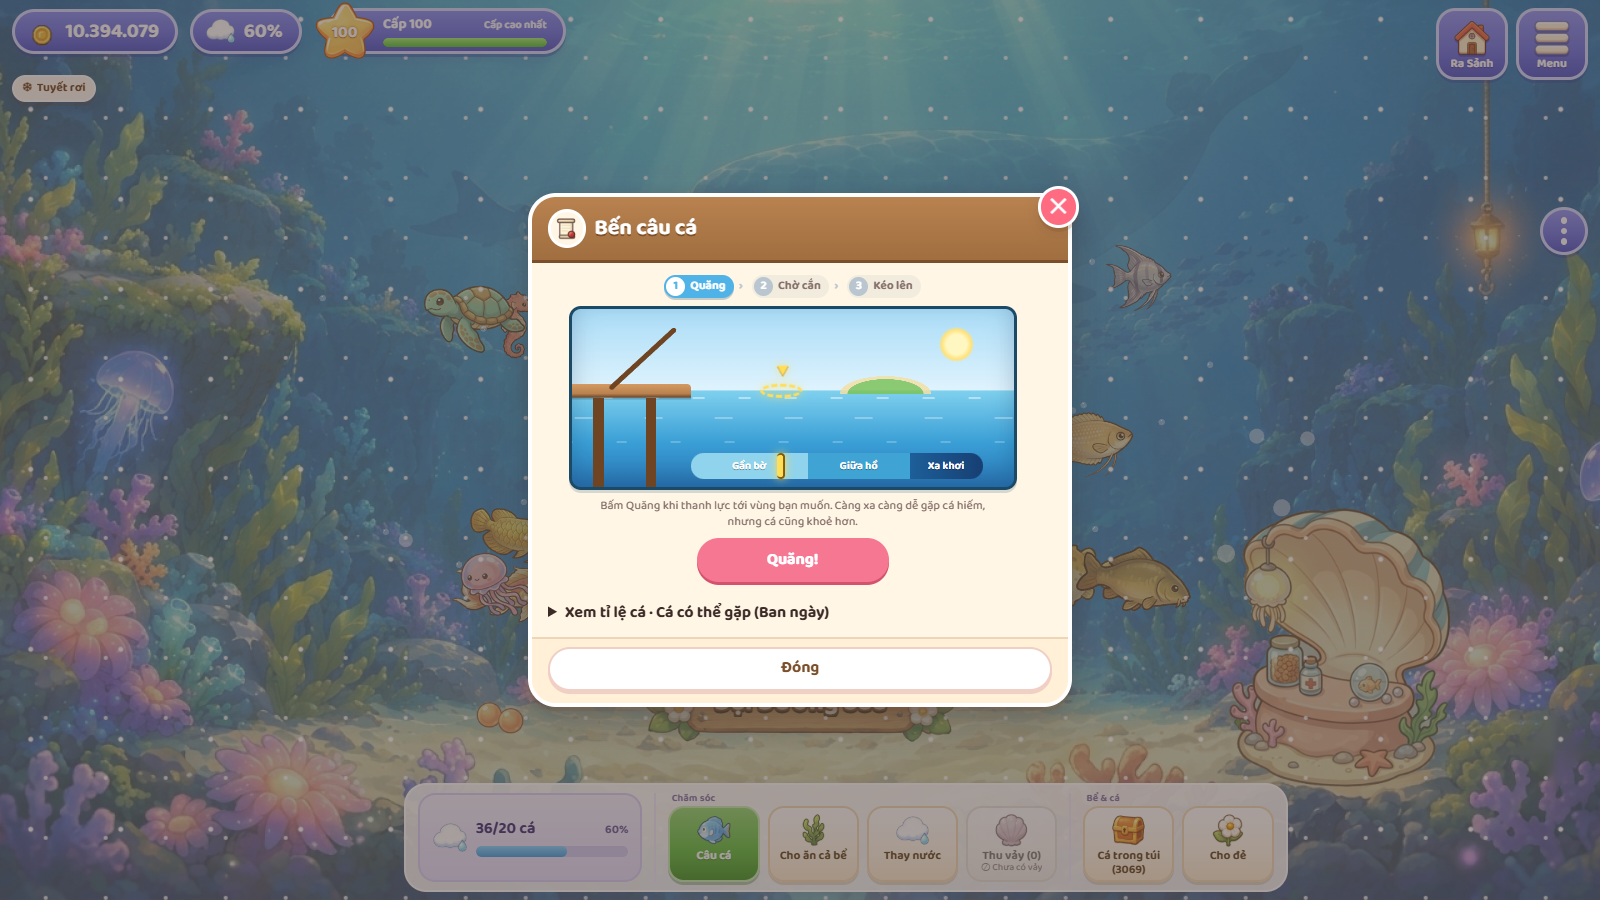 10.394.079
60%
100
Cấp 100
Cấp cao nhất
Ra Sảnh
Menu
❄ Tuyết rơi
Bến câu cá
1 Quăng › 2 Chờ cắn › 3 Kéo lên
Gần bờ
Giữa hồ
Xa khơi
Bấm Quăng khi thanh lực tới vùng bạn muốn. Càng xa càng dễ gặp cá hiếm,
nhưng cá cũng khoẻ hơn.
Quăng!
▶ Xem tỉ lệ cá · Cá có thể gặp (Ban ngày)
Đóng
36/20 cá
60%
Chăm sóc
Câu cá
Cho ăn cả bể
Thay nước
Thu vảy (0)
Chưa có vảy
Bể & cá
Cá trong túi
(3069)
Cho đẻ